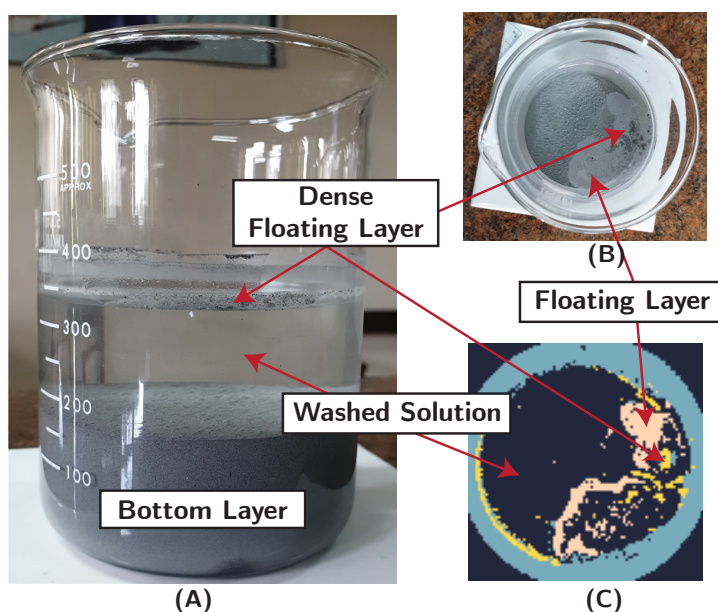 500
APPROX
400
300
200
100
Dense
Floating Layer
Floating Layer
Washed Solution
Bottom Layer
(A)
(B)
(C)